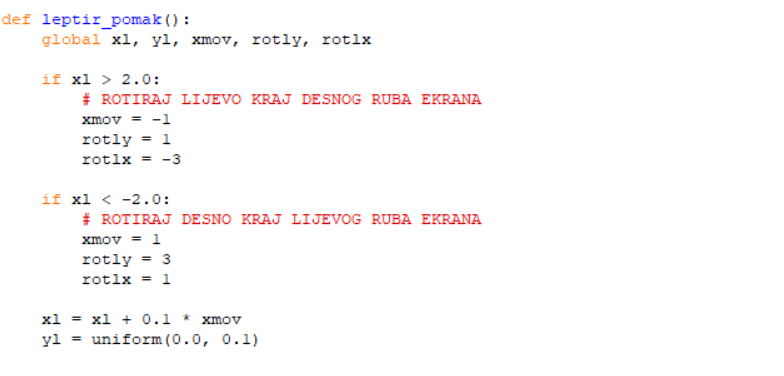 def leptir_pomak():
    global xl, yl, xmov, rotly, rotlx
    if xl > 2.0:
        # ROTIRAJ LIJEVO KRAJ DESNOG RUBA EKRANA
        xmov = -1
        rotly = 1
        rotlx = -3
    if xl < -2.0:
        # ROTIRAJ DESNO KRAJ LIJEVOG RUBA EKRANA
        xmov = 1
        rotly = 3
        rotlx = 1
    xl = xl + 0.1 * xmov
    yl = uniform(0.0, 0.1)